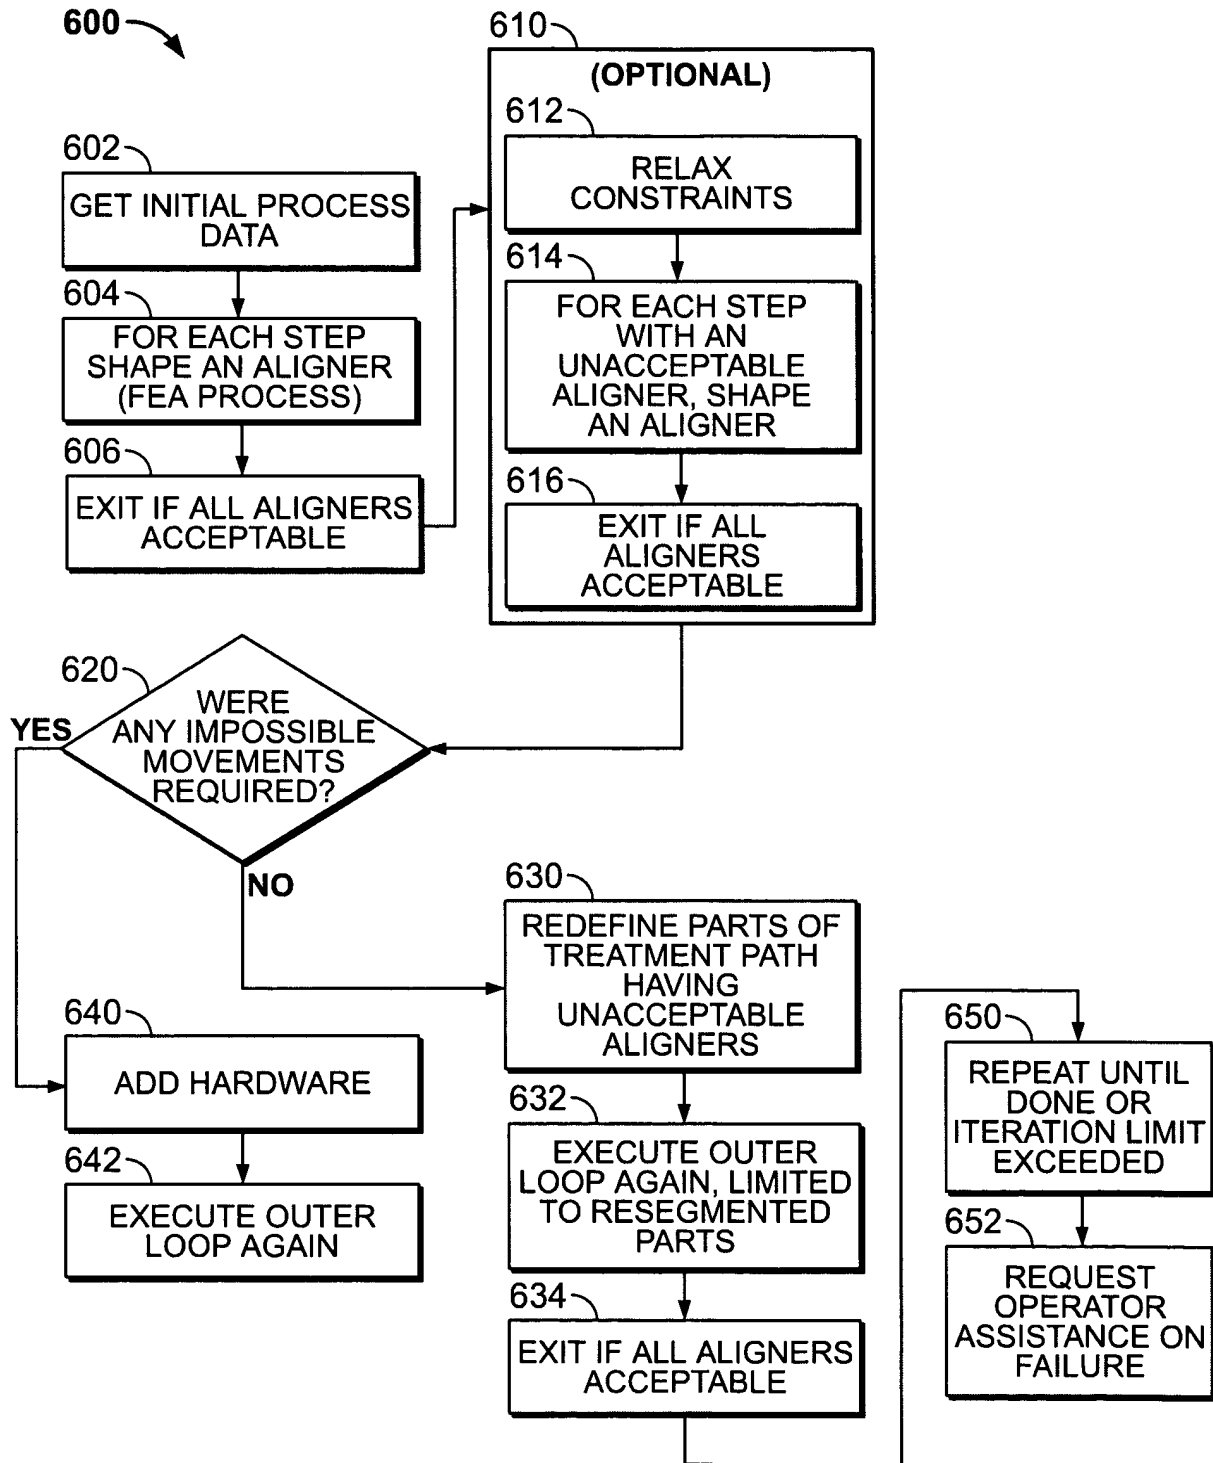 600
602
GET INITIAL PROCESS
DATA
604
FOR EACH STEP
SHAPE AN ALIGNER
(FEA PROCESS)
606
EXIT IF ALL ALIGNERS
ACCEPTABLE
610
(OPTIONAL)
612
RELAX
CONSTRAINTS
614
FOR EACH STEP
WITH AN
UNACCEPTABLE
ALIGNER, SHAPE
AN ALIGNER
616
EXIT IF ALL
ALIGNERS
ACCEPTABLE
620
WERE
ANY IMPOSSIBLE
MOVEMENTS
REQUIRED?
YES
NO
630
REDEFINE PARTS OF
TREATMENT PATH
HAVING
UNACCEPTABLE
ALIGNERS
632
EXECUTE OUTER
LOOP AGAIN, LIMITED
TO RESEGMENTED
PARTS
634
EXIT IF ALL ALIGNERS
ACCEPTABLE
640
ADD HARDWARE
642
EXECUTE OUTER
LOOP AGAIN
650
REPEAT UNTIL
DONE OR
ITERATION LIMIT
EXCEEDED
652
REQUEST
OPERATOR
ASSISTANCE ON
FAILURE